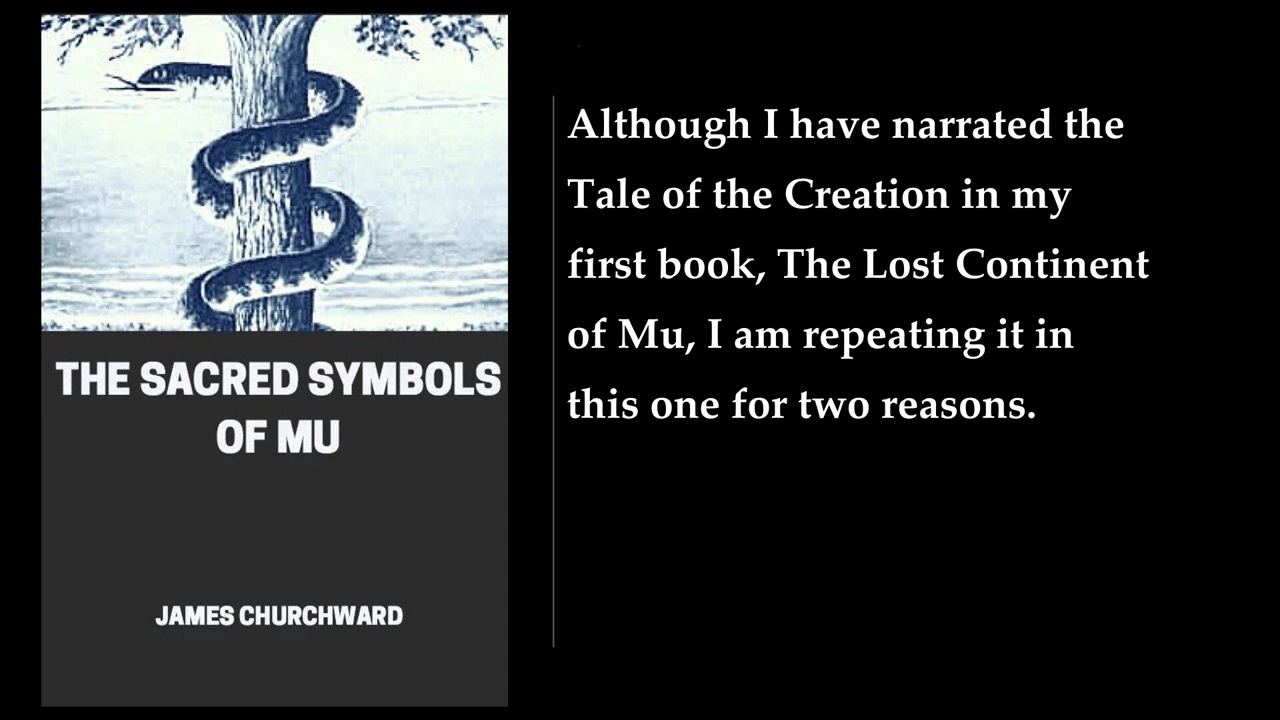 THE SACRED SYMBOLS
OF MU
JAMES CHURCHWARD
Although I have narrated the
Tale of the Creation in my
first book, The Lost Continent
of Mu, I am repeating it in
this one for two reasons.